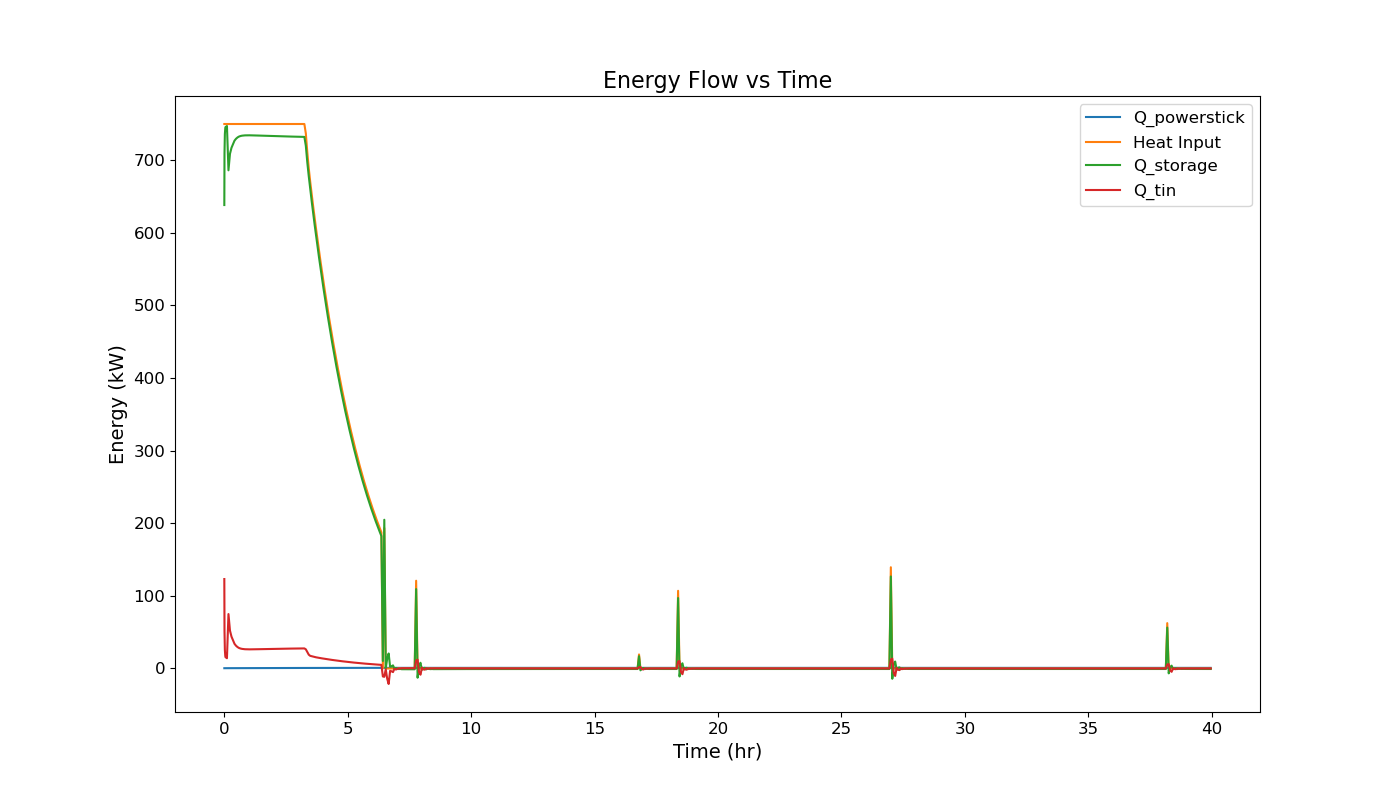 Energy Flow vs Time
Q_powerstick
Heat Input
Q_storage
Q_tin
Energy (kW)
700
600
500
400
300
200
100
0
0 5 10 15 20 25 30 35 40
Time (hr)